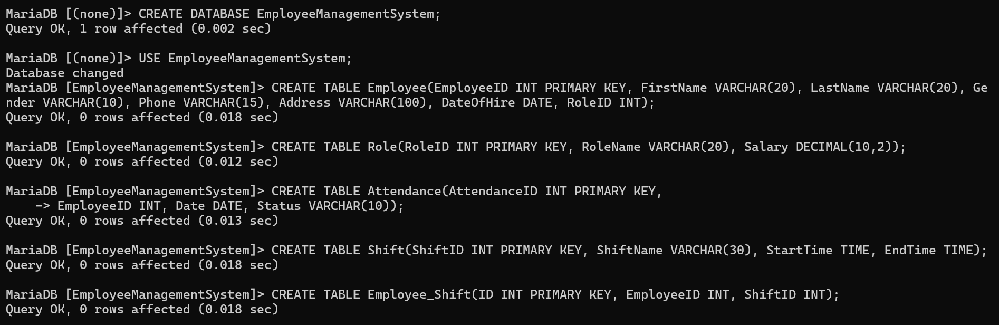 MariaDB [(none)]> CREATE DATABASE EmployeeManagementSystem;
Query OK, 1 row affected (0.002 sec)
MariaDB [(none)]> USE EmployeeManagementSystem;
Database changed
MariaDB [EmployeeManagementSystem]> CREATE TABLE Employee(EmployeeID INT PRIMARY KEY, FirstName VARCHAR(20), LastName VARCHAR(20), Ge
nder VARCHAR(10), Phone VARCHAR(15), Address VARCHAR(100), DateOfHire DATE, RoleID INT);
Query OK, 0 rows affected (0.018 sec)
MariaDB [EmployeeManagementSystem]> CREATE TABLE Role(RoleID INT PRIMARY KEY, RoleName VARCHAR(20), Salary DECIMAL(10,2));
Query OK, 0 rows affected (0.012 sec)
MariaDB [EmployeeManagementSystem]> CREATE TABLE Attendance(AttendanceID INT PRIMARY KEY,
    -> EmployeeID INT, Date DATE, Status VARCHAR(10));
Query OK, 0 rows affected (0.013 sec)
MariaDB [EmployeeManagementSystem]> CREATE TABLE Shift(ShiftID INT PRIMARY KEY, ShiftName VARCHAR(30), StartTime TIME, EndTime TIME);
Query OK, 0 rows affected (0.018 sec)
MariaDB [EmployeeManagementSystem]> CREATE TABLE Employee_Shift(ID INT PRIMARY KEY, EmployeeID INT, ShiftID INT);
Query OK, 0 rows affected (0.018 sec)